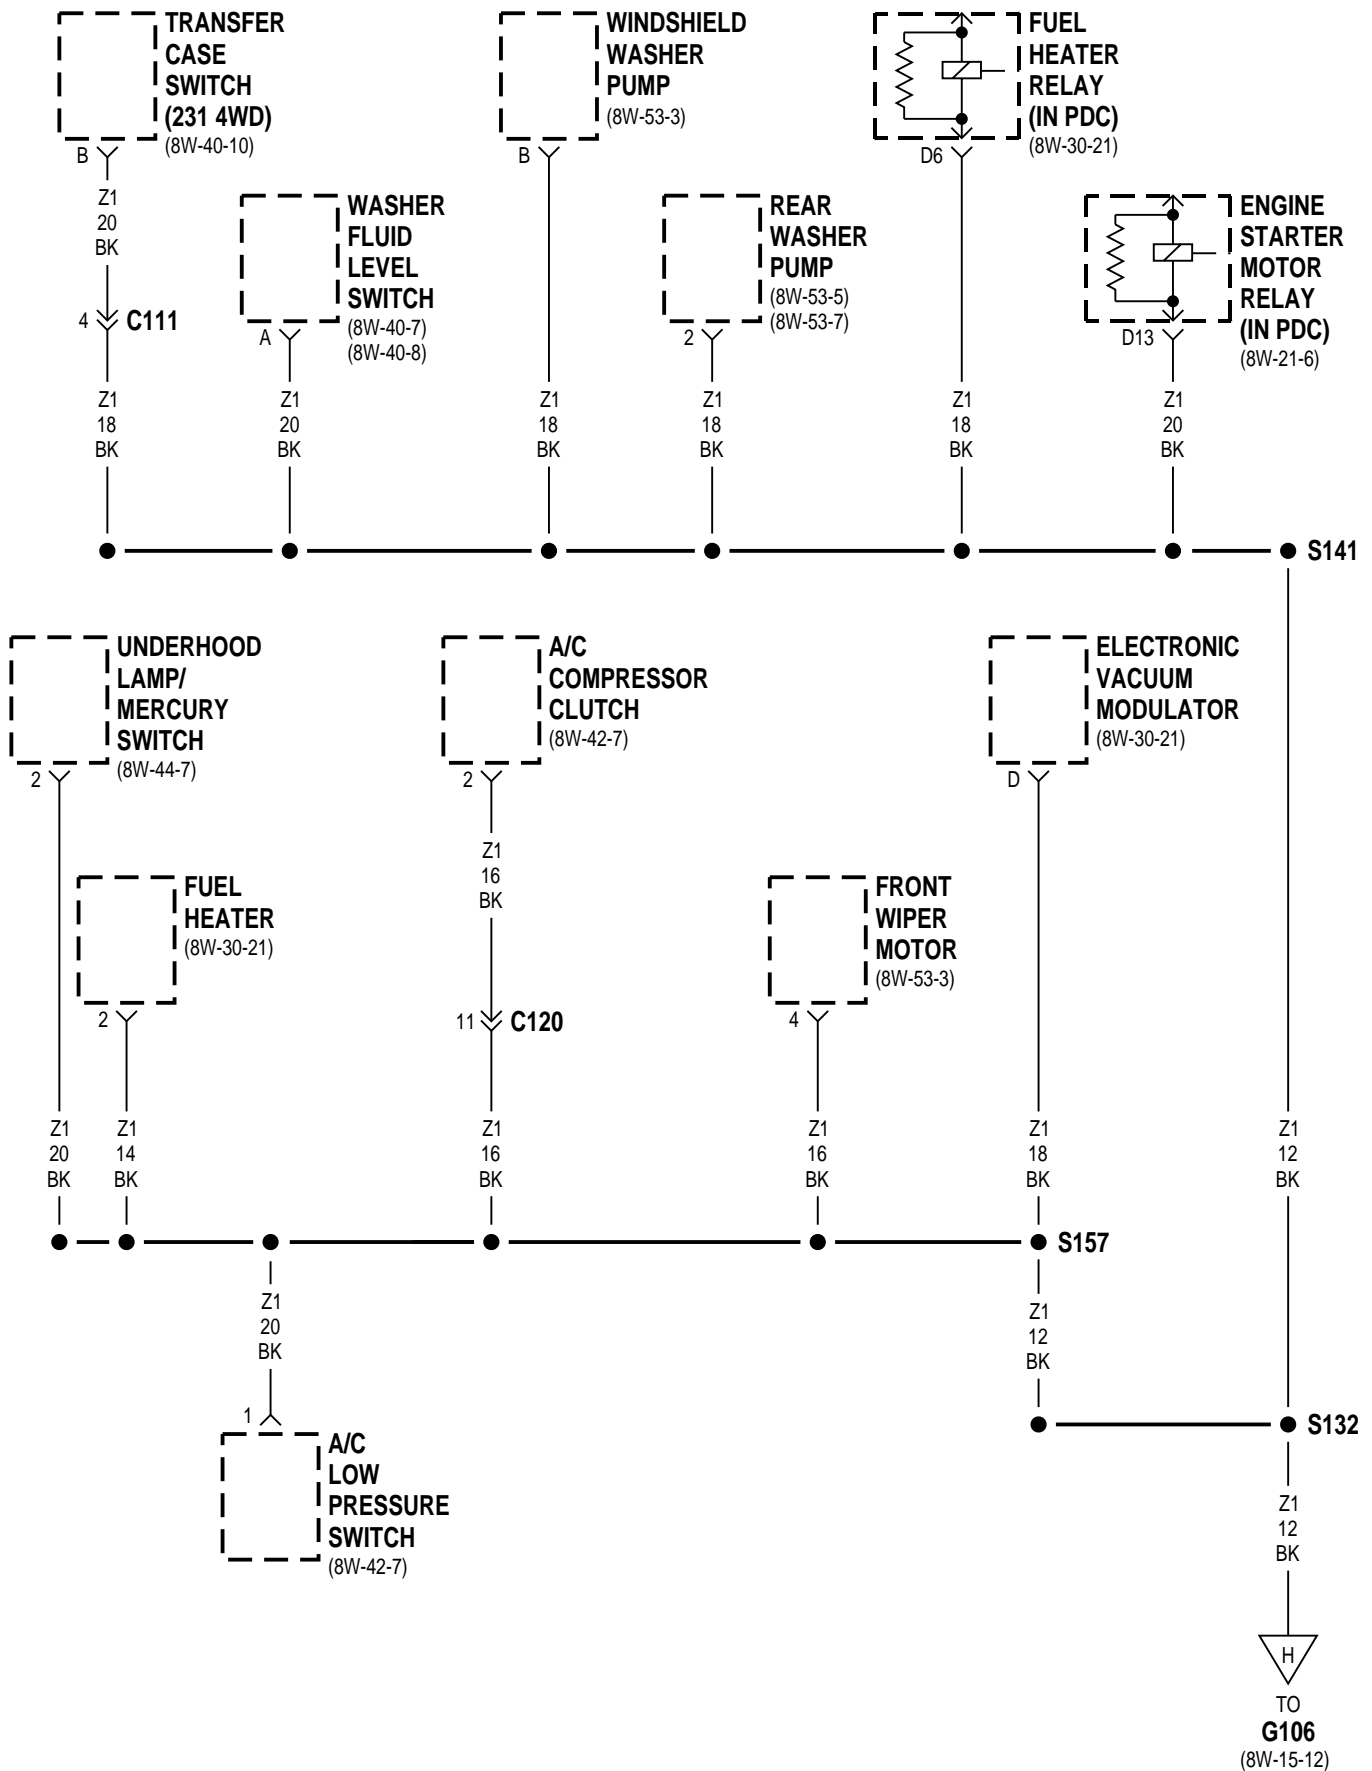 TRANSFER
CASE
SWITCH
(231 4WD)
(8W-40-10)
B
Z1
20
BK
4
C111
Z1
18
BK
WASHER
FLUID
LEVEL
SWITCH
(8W-40-7)
(8W-40-8)
A
Z1
20
BK
WINDSHIELD
WASHER
PUMP
(8W-53-3)
B
Z1
18
BK
REAR
WASHER
PUMP
(8W-53-5)
(8W-53-7)
2
Z1
18
BK
FUEL
HEATER
RELAY
(IN PDC)
(8W-30-21)
D6
Z1
18
BK
ENGINE
STARTER
MOTOR
RELAY
(IN PDC)
(8W-21-6)
D13
Z1
20
BK
S141
UNDERHOOD
LAMP/
MERCURY
SWITCH
(8W-44-7)
2
Z1
20
BK
FUEL
HEATER
(8W-30-21)
2
Z1
14
BK
A/C
COMPRESSOR
CLUTCH
(8W-42-7)
2
Z1
16
BK
11
C120
Z1
16
BK
FRONT
WIPER
MOTOR
(8W-53-3)
4
Z1
16
BK
ELECTRONIC
VACUUM
MODULATOR
(8W-30-21)
D
Z1
18
BK
Z1
12
BK
S157
Z1
20
BK
1
A/C
LOW
PRESSURE
SWITCH
(8W-42-7)
Z1
12
BK
S132
Z1
12
BK
H
TO
G106
(8W-15-12)